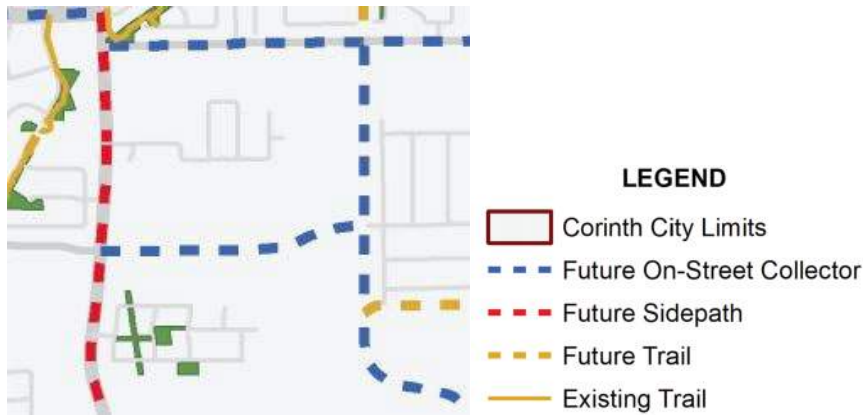 LEGEND
Corinth City Limits
Future On-Street Collector
Future Sidepath
Future Trail
Existing Trail